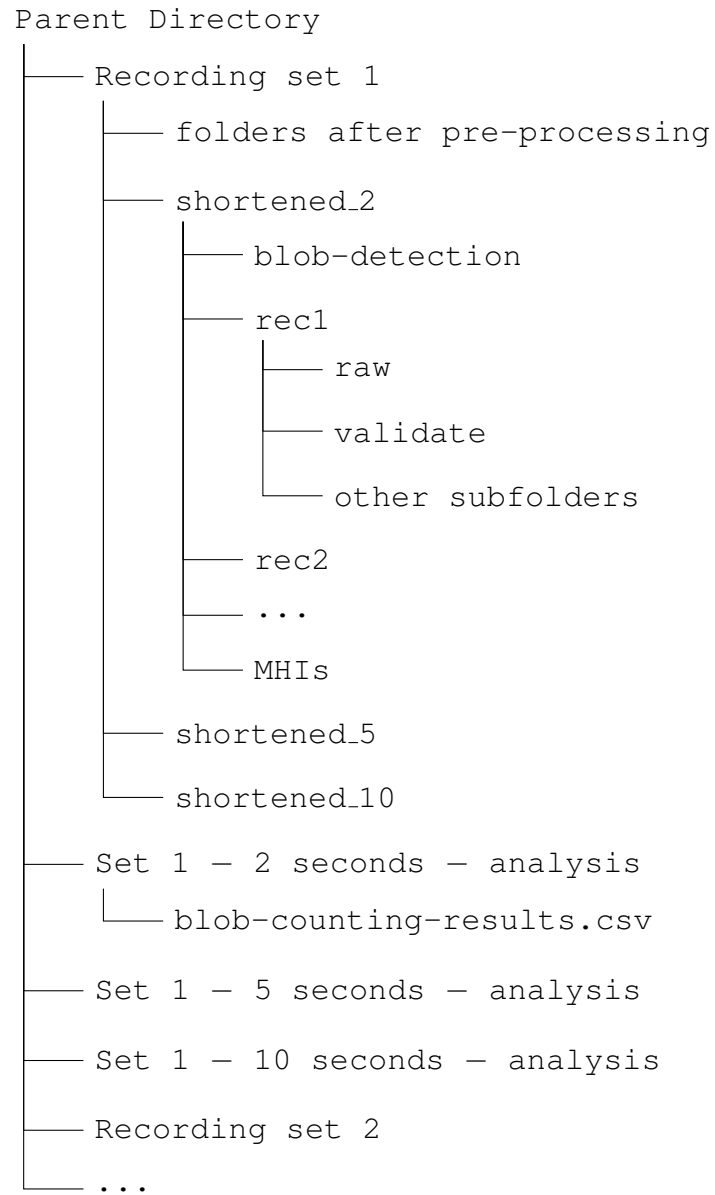 Parent Directory
Recording set 1
folders after pre-processing
shortened_2
blob-detection
rec1
raw
validate
other subfolders
rec2
...
MHIs
shortened_5
shortened_10
Set 1 – 2 seconds – analysis
blob-counting-results.csv
Set 1 – 5 seconds – analysis
Set 1 – 10 seconds – analysis
Recording set 2
...